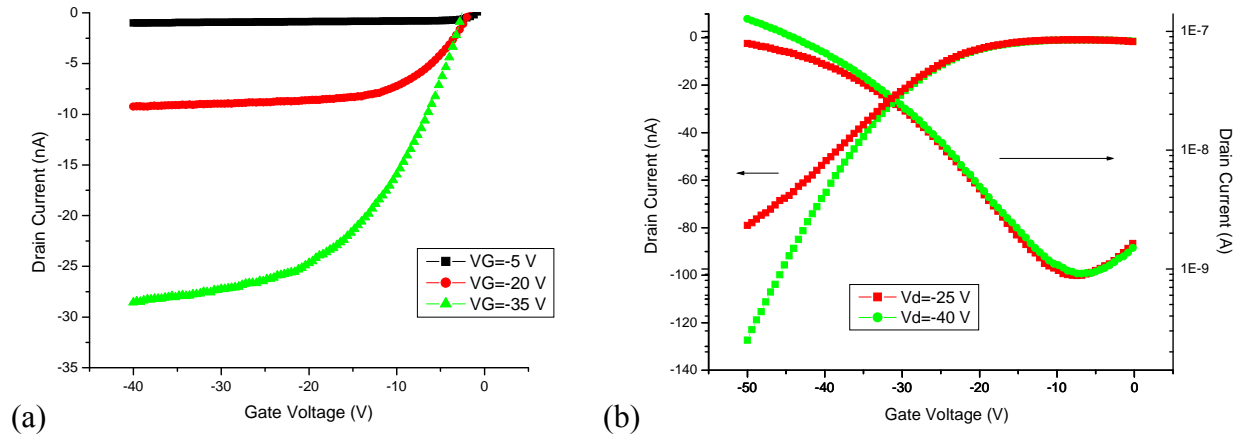 0
-5
-10
-15
-20
-25
-30
-35
Drain Current (nA)
-40
-30
-20
-10
0
Gate Voltage (V)
VG=-5 V
VG=-20 V
VG=-35 V
(a)
0
-20
-40
-60
-80
-100
-120
-140
Drain Current (nA)
-50
-40
-30
-20
-10
0
Gate Voltage (V)
Vd=-25 V
Vd=-40 V
1E-7
1E-8
1E-9
Drain Current (A)
(b)